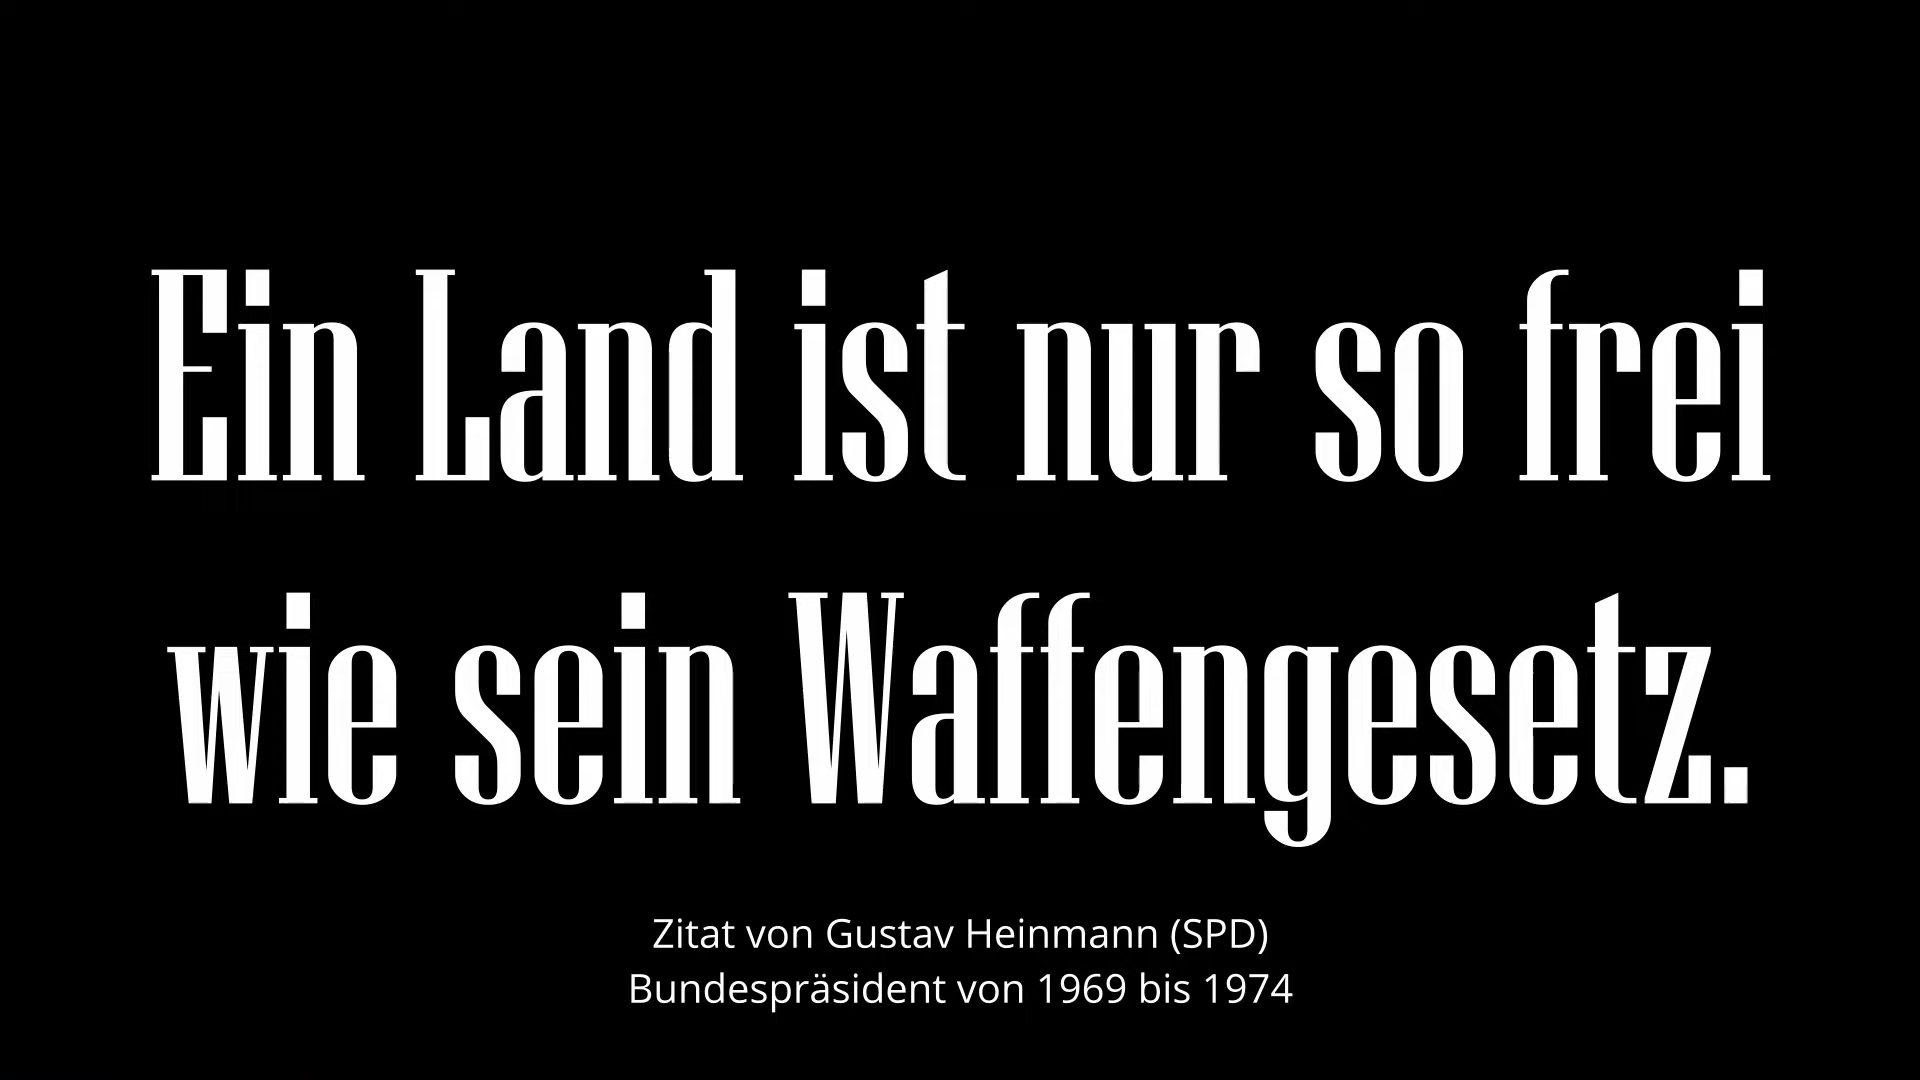 Ein Land ist nur so frei
wie sein Waffengesetz.
Zitat von Gustav Heinmann (SPD)
Bundespräsident von 1969 bis 1974